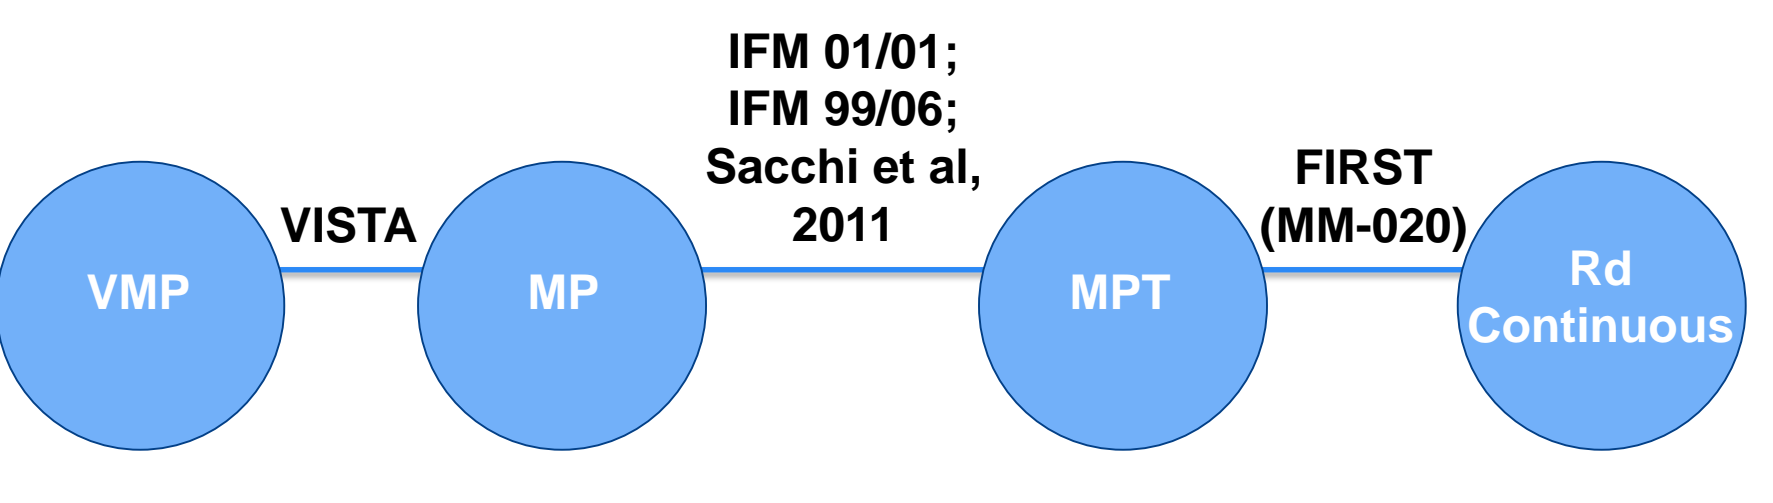 IFM 01/01;
IFM 99/06;
Sacchi et al,
2011
FIRST
(MM-020)
VISTA
VMP
MP
MPT
Rd
Continuous